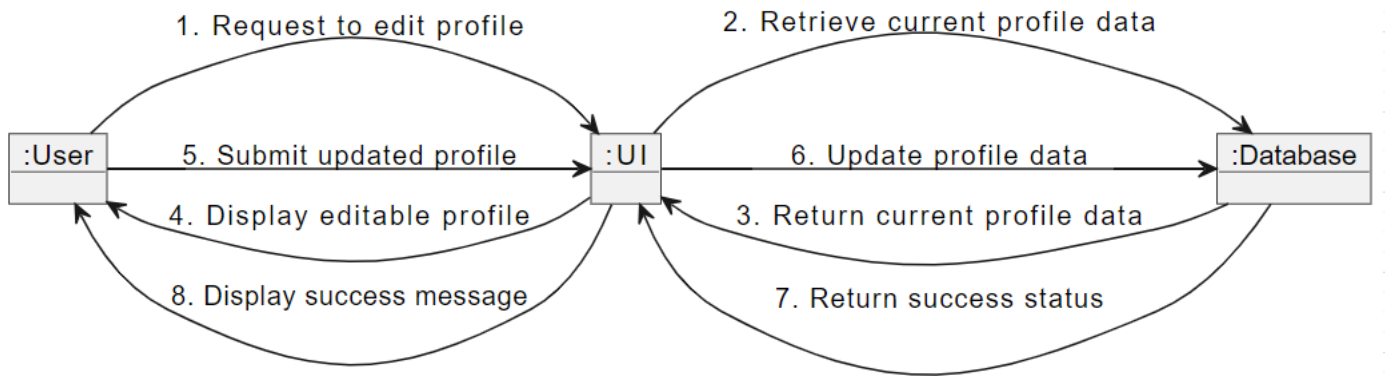 1. Request to edit profile
2. Retrieve current profile data
:User
5. Submit updated profile
:UI
6. Update profile data
:Database
4. Display editable profile
3. Return current profile data
8. Display success message
7. Return success status